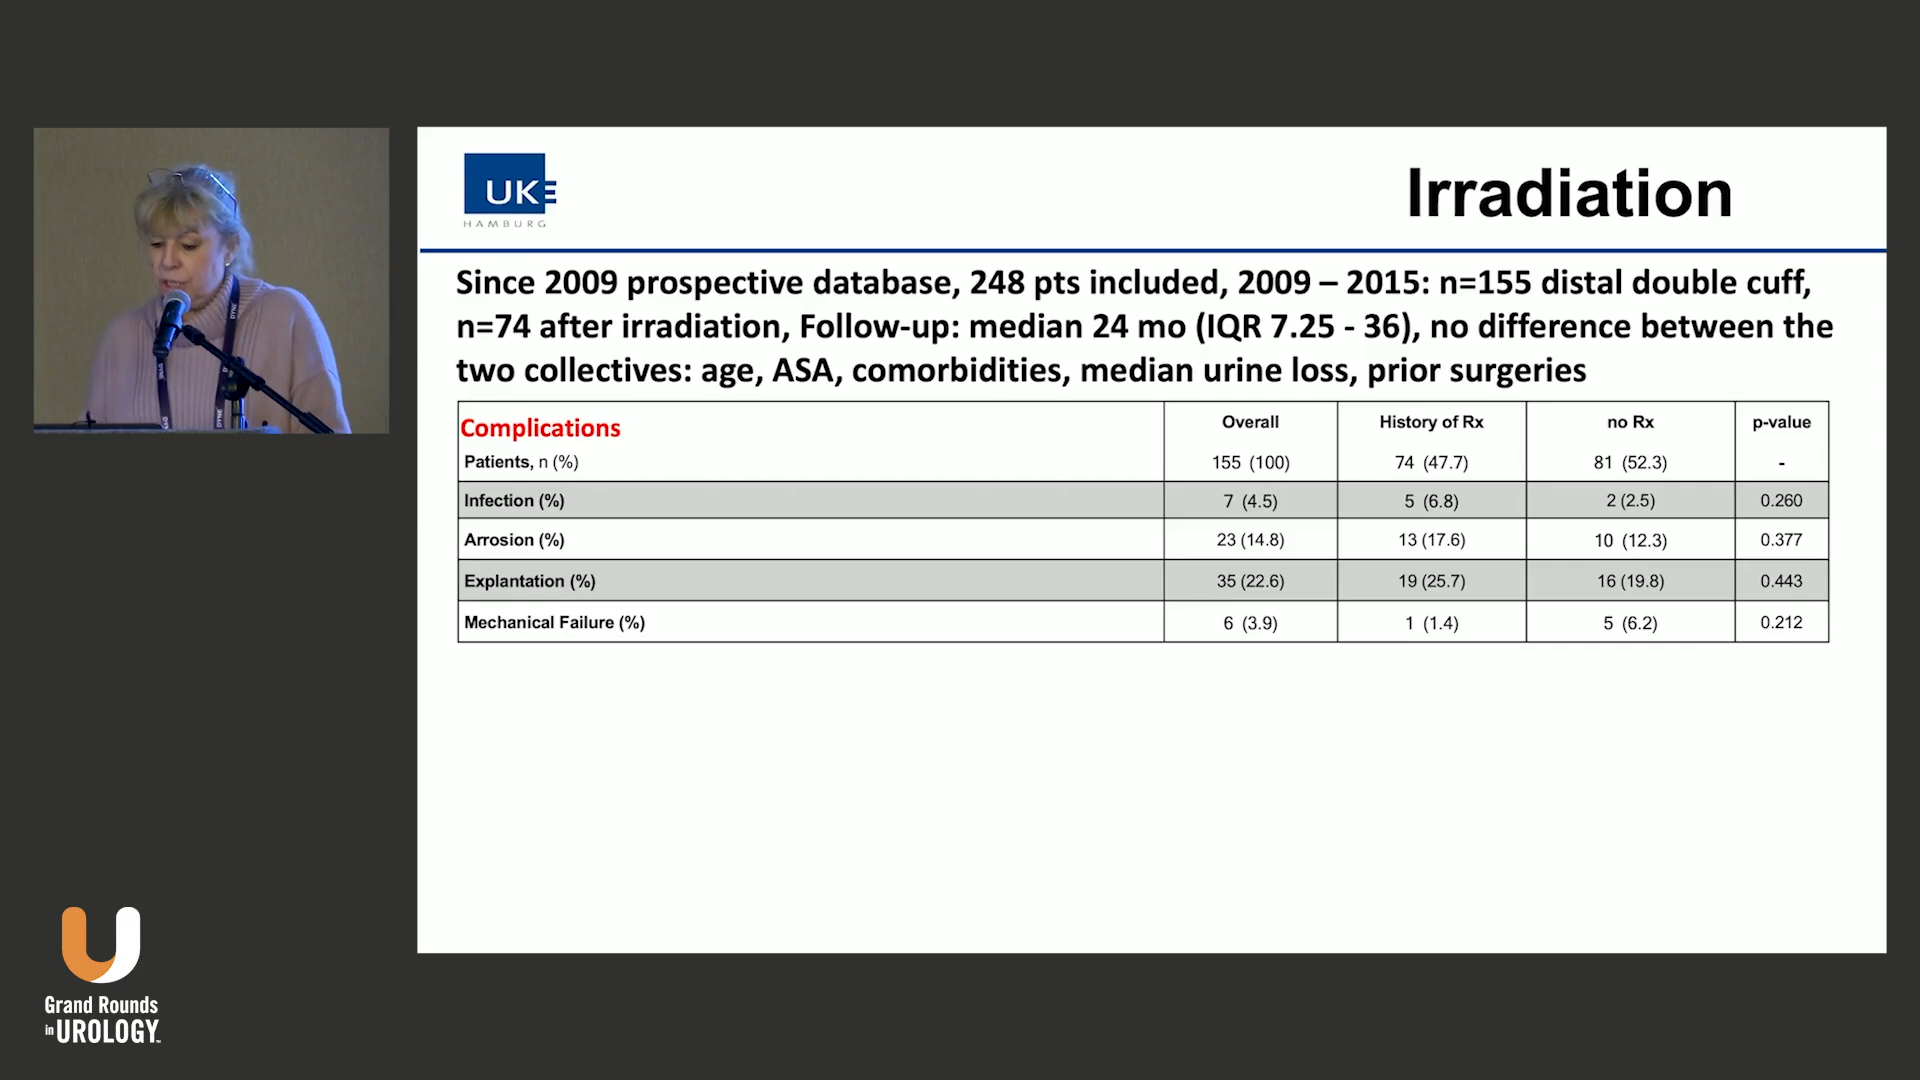 UKE
HAMBURG
Irradiation
Since 2009 prospective database, 248 pts included, 2009 – 2015: n=155 distal double cuff,
n=74 after irradiation, Follow-up: median 24 mo (IQR 7.25 - 36), no difference between the
two collectives: age, ASA, comorbidities, median urine loss, prior surgeries
Complications Overall History of Rx no Rx p-value
Patients, n (%) 155 (100) 74 (47.7) 81 (52.3) -
Infection (%) 7 (4.5) 5 (6.8) 2 (2.5) 0.260
Arrosion (%) 23 (14.8) 13 (17.6) 10 (12.3) 0.377
Explantation (%) 35 (22.6) 19 (25.7) 16 (19.8) 0.443
Mechanical Failure (%) 6 (3.9) 1 (1.4) 5 (6.2) 0.212
DYNE
DYNE
DYNE
Grand Rounds
in UROLOGY